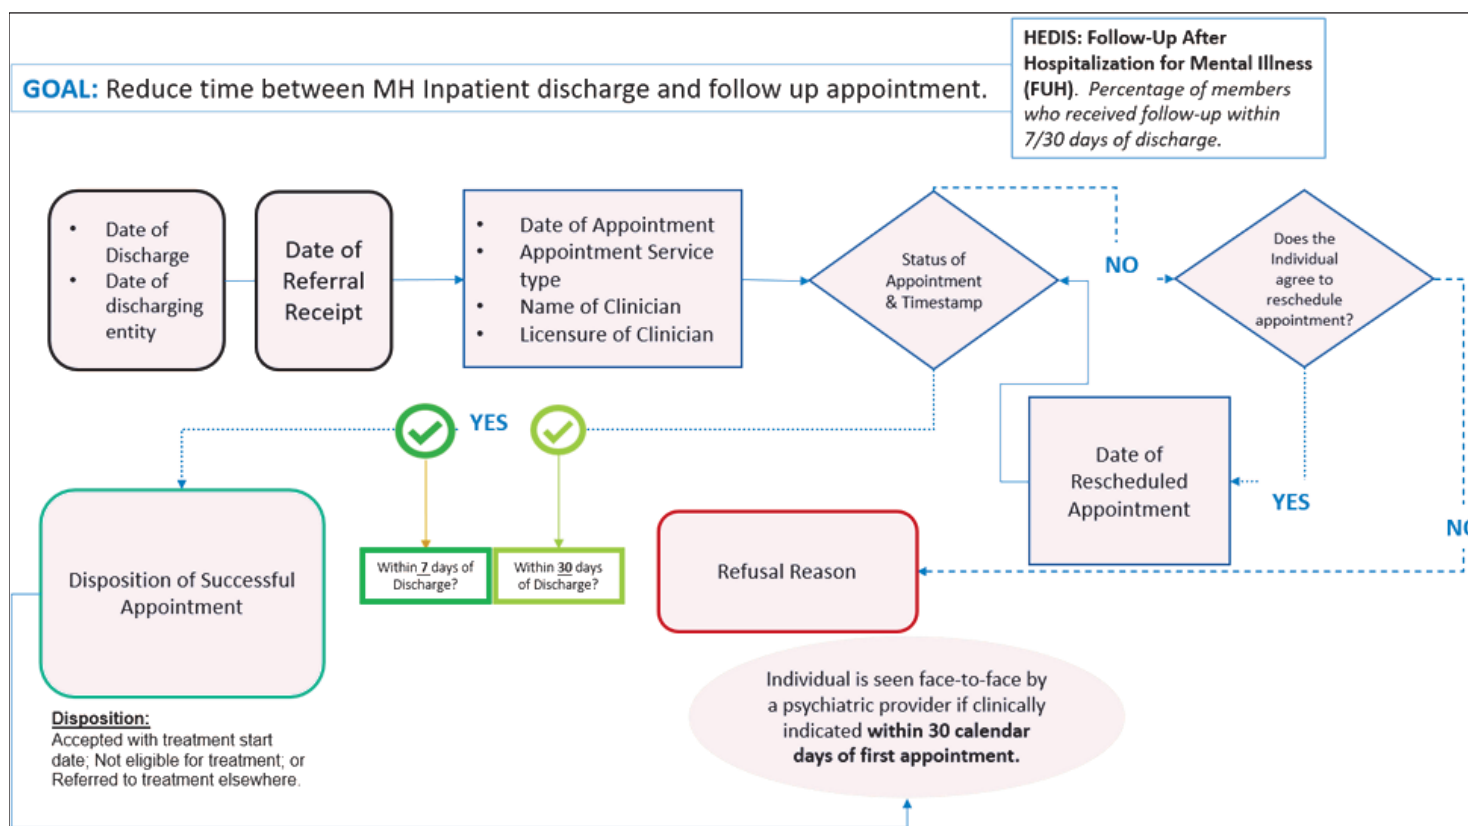 HEDIS: Follow-Up After
Hospitalization for Mental Illness
(FUH). Percentage of members
who received follow-up within
7/30 days of discharge.
GOAL: Reduce time between MH Inpatient discharge and follow up appointment.
• Date of
Discharge
• Date of
discharging
entity
Date of
Referral
Receipt
• Date of Appointment
• Appointment Service
type
• Name of Clinician
• Licensure of Clinician
Status of
Appointment
& Timestamp
NO
Does the
Individual
agree to
reschedule
appointment?
YES
Date of
Rescheduled
Appointment
YES
NO
Disposition of Successful
Appointment
Within 7 days of
Discharge?
Within 30 days
of Discharge?
Refusal Reason
Individual is seen face-to-face by
a psychiatric provider if clinically
indicated within 30 calendar
days of first appointment.
Disposition:
Accepted with treatment start
date; Not eligible for treatment; or
Referred to treatment elsewhere.